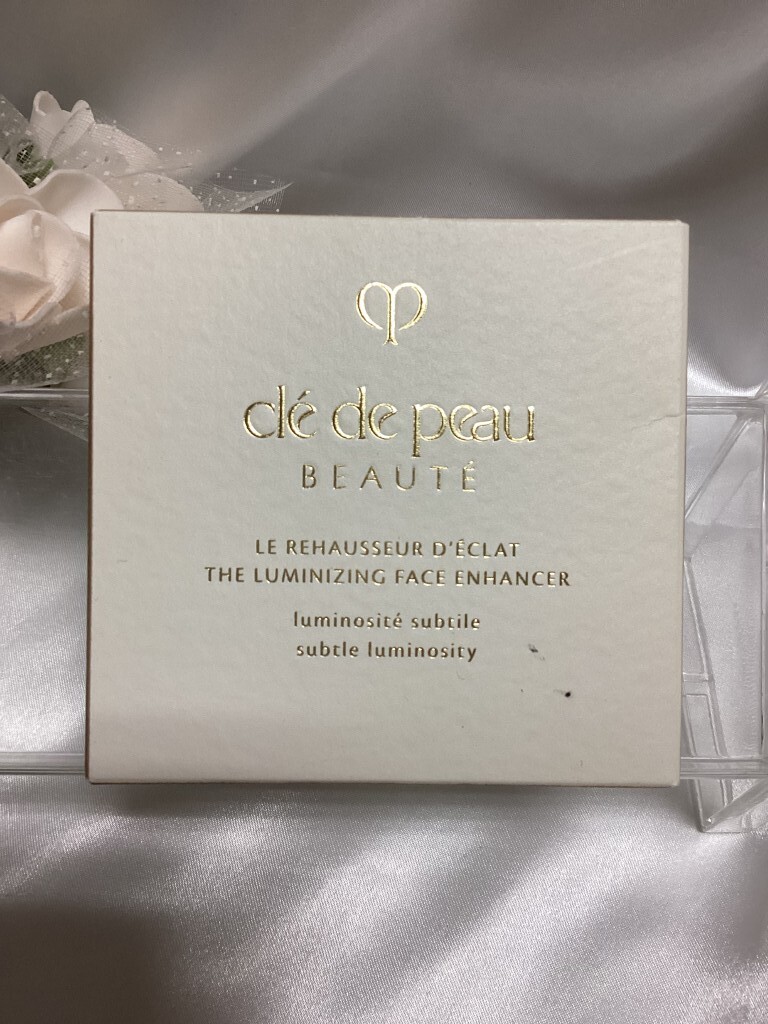 clé de peau
BEAUTÉ
LE REHAUSSEUR D'ÉCLAT
THE LUMINIZING FACE ENHANCER
luminosité subtile
subtle luminosity